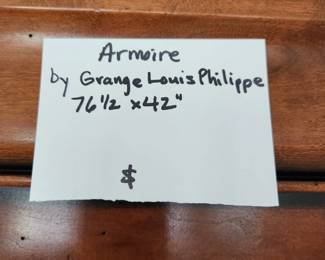 Armoire
by Grange Louis Philippe
76 1/2 x 42"
$